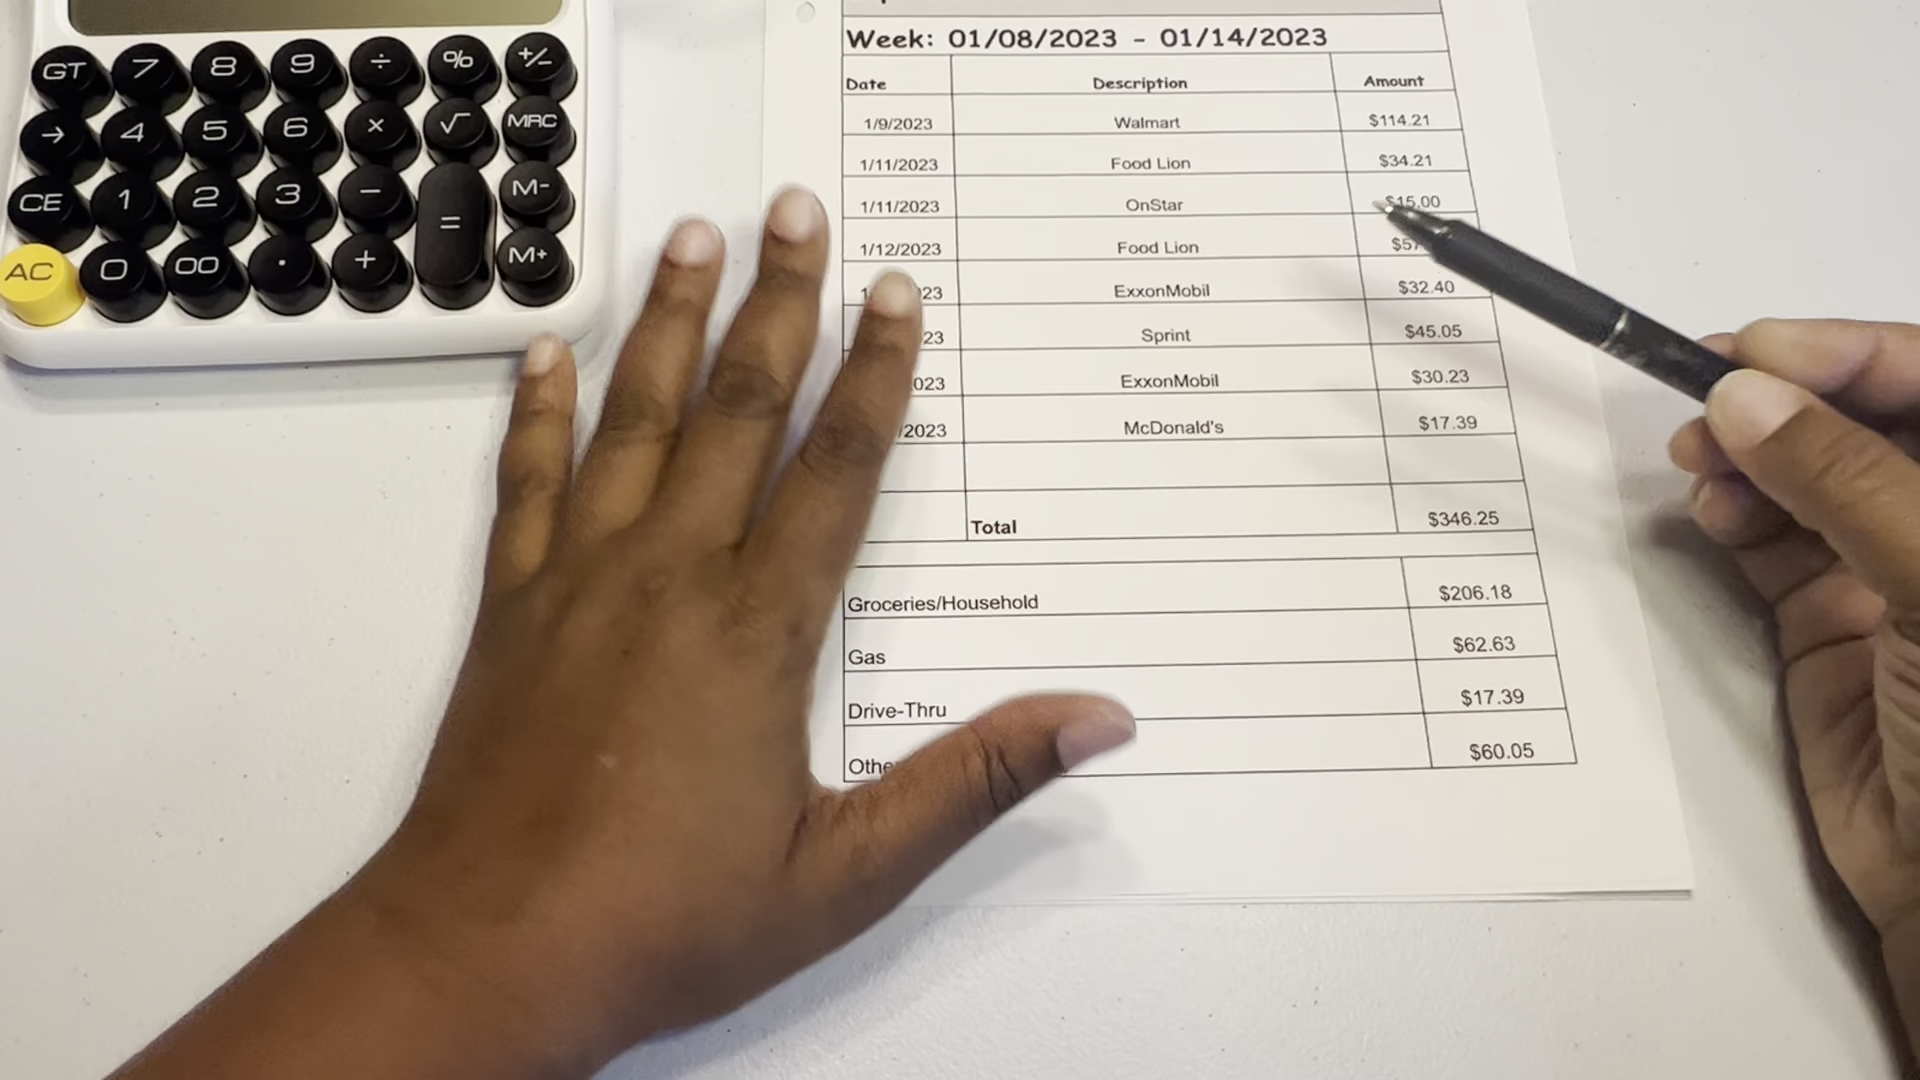 GT 7 8 9 ÷ % +/-
→ 4 5 6 × √ MRC
CE 1 2 3 − = M-
AC 0 00 . + M+
Week: 01/08/2023 - 01/14/2023
Date Description Amount
1/9/2023 Walmart $114.21
1/11/2023 Food Lion $34.21
1/11/2023 OnStar $15.00
1/12/2023 Food Lion
ExxonMobil $32.40
Sprint $45.05
ExxonMobil $30.23
McDonald's $17.39
Total $346.25
Groceries/Household $206.18
Gas $62.63
Drive-Thru $17.39
$60.05